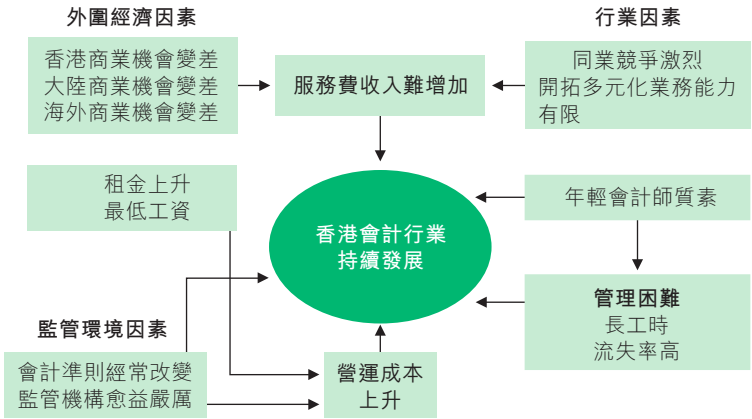 外圍經濟因素
香港商業機會變差
大陸商業機會變差
海外商業機會變差
服務費收入難增加
行業因素
同業競爭激烈
開拓多元化業務能力
有限
租金上升
最低工資
香港會計行業
持續發展
年輕會計師質素
管理困難
長工時
流失率高
監管環境因素
會計準則經常改變
監管機構愈益嚴厲
營運成本
上升